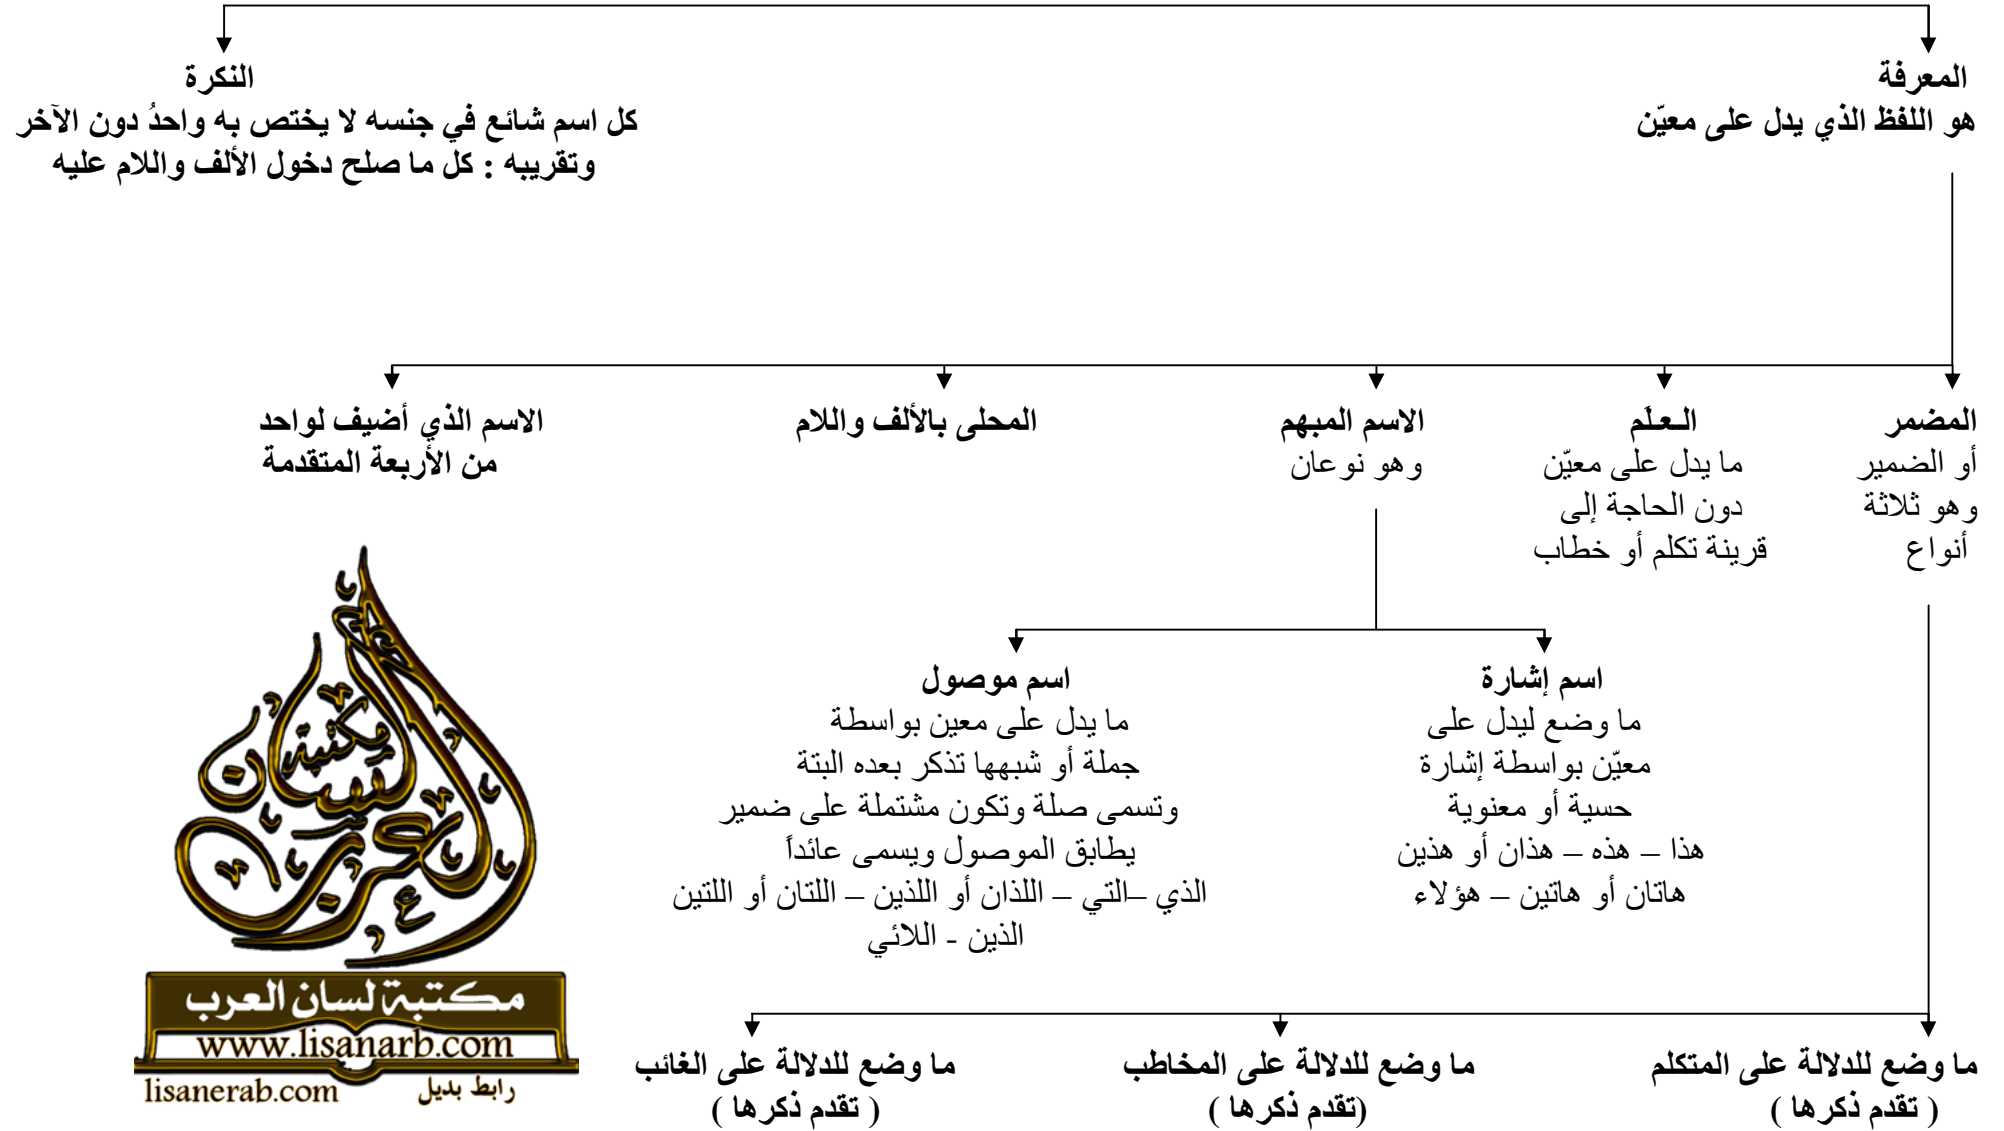 المعرفة
هو اللفظ الذي يدل على معيّن
النكرة
كل اسم شائع في جنسه لا يختص به واحدُ دون الآخر
وتقريبه : كل ما صلح دخول الألف واللام عليه
المضمر
أو الضمير
وهو ثلاثة
أنواع
الـعـلَم
ما يدل على معيّن
دون الحاجة إلى
قرينة تكلم أو خطاب
الاسم المبهم
وهو نوعان
المحلى بالألف واللام
الاسم الذي أضيف لواحد
من الأربعة المتقدمة
اسم إشارة
ما وضع ليدل على
معيّن بواسطة إشارة
حسية أو معنوية
هذا – هذه – هذان أو هذين
هاتان أو هاتين – هؤلاء
اسم موصول
ما يدل على معين بواسطة
جملة أو شبهها تذكر بعده البتة
وتسمى صلة وتكون مشتملة على ضمير
يطابق الموصول ويسمى عائداً
الذي –التي – اللذان أو اللذين – اللتان أو اللتين
الذين - اللائي
ما وضع للدلالة على المتكلم
( تقدم ذكرها )
ما وضع للدلالة على المخاطب
(تقدم ذكرها )
ما وضع للدلالة على الغائب
( تقدم ذكرها )
مكتبة
لسان
العرب
مكتبة لسان العرب
www.lisanarb.com
رابط بديل lisanerab.com